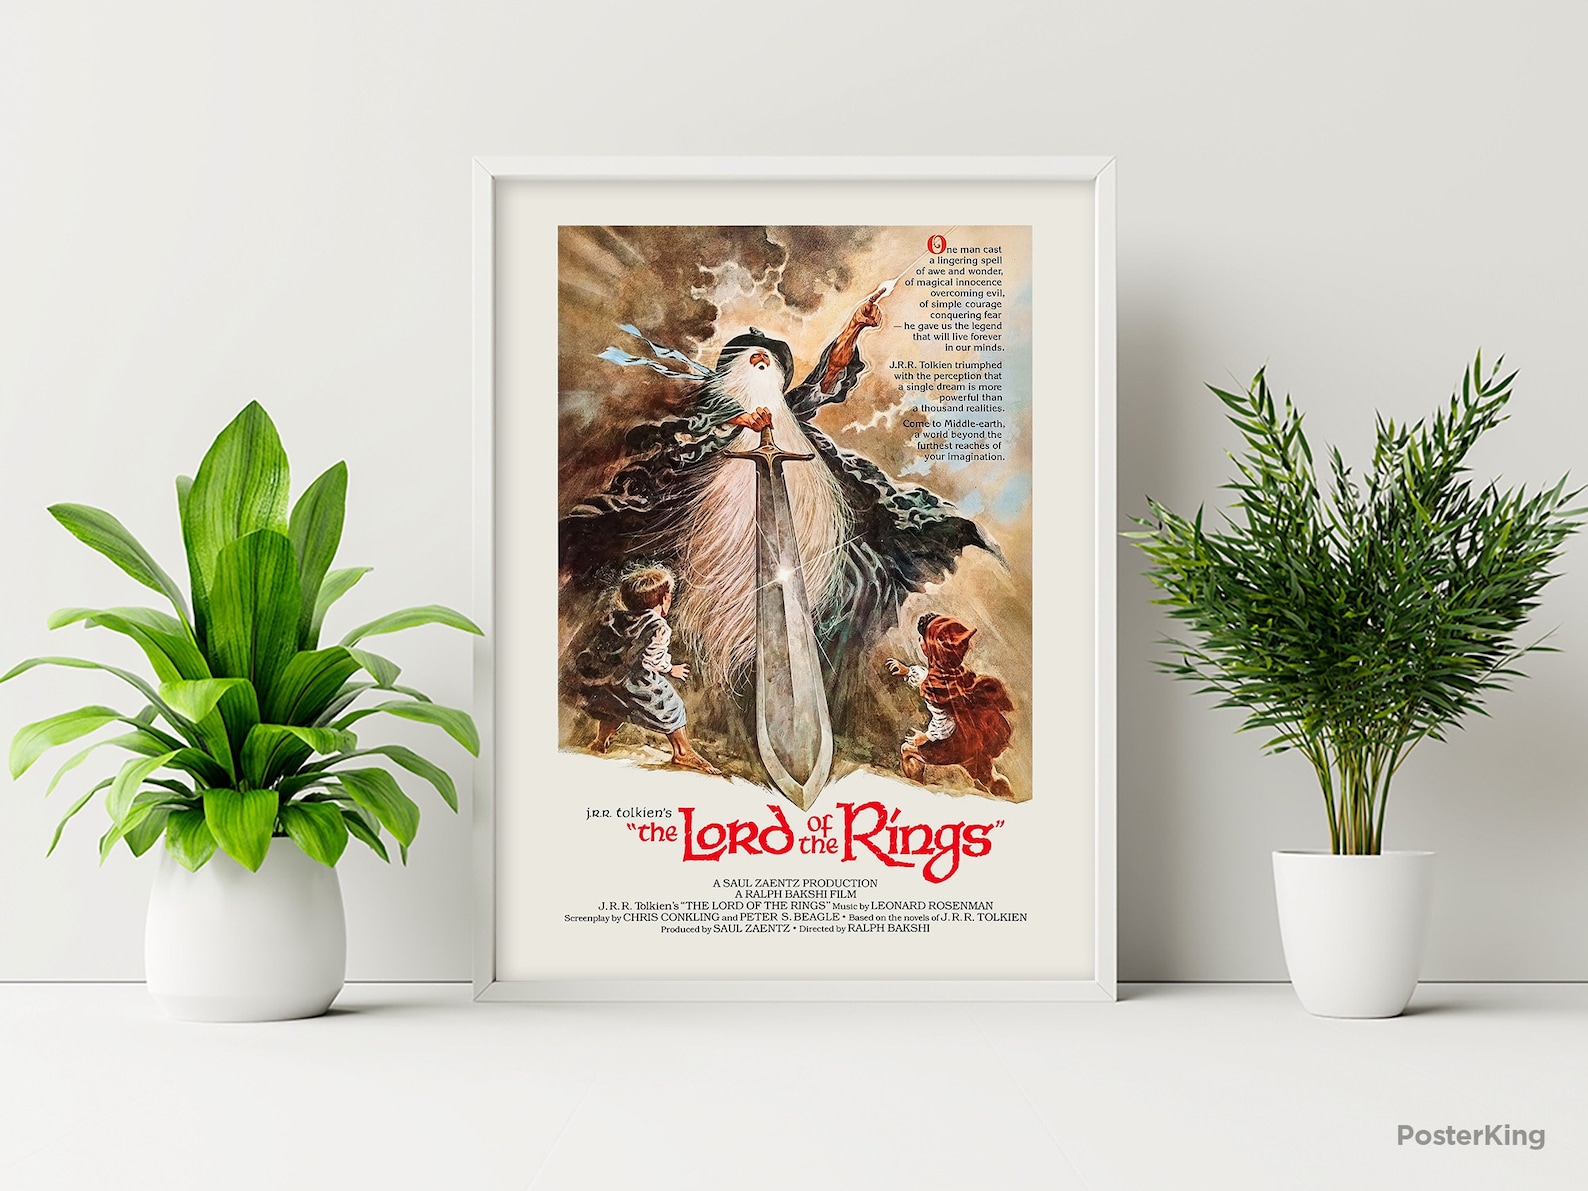 One man cast
a lingering spell
of awe and wonder,
of magical innocence
overcoming evil,
of simple courage
conquering fear
— he gave us the legend
that will live forever
in our minds.
J.R.R. Tolkien triumphed
with the perception that
a single dream is more
powerful than
a thousand realities.
Come to Middle-earth,
a world beyond the
furthest reaches of
your imagination.
J.R.R. tolkien's
"the Lord of the Rings"
A SAUL ZAENTZ PRODUCTION
A RALPH BAKSHI FILM
J.R.R. Tolkien's "THE LORD OF THE RINGS" Music by LEONARD ROSENMAN
Screenplay by CHRIS CONKLING and PETER S. BEAGLE • Based on the novels of J.R.R. TOLKIEN
Produced by SAUL ZAENTZ • Directed by RALPH BAKSHI
PosterKing